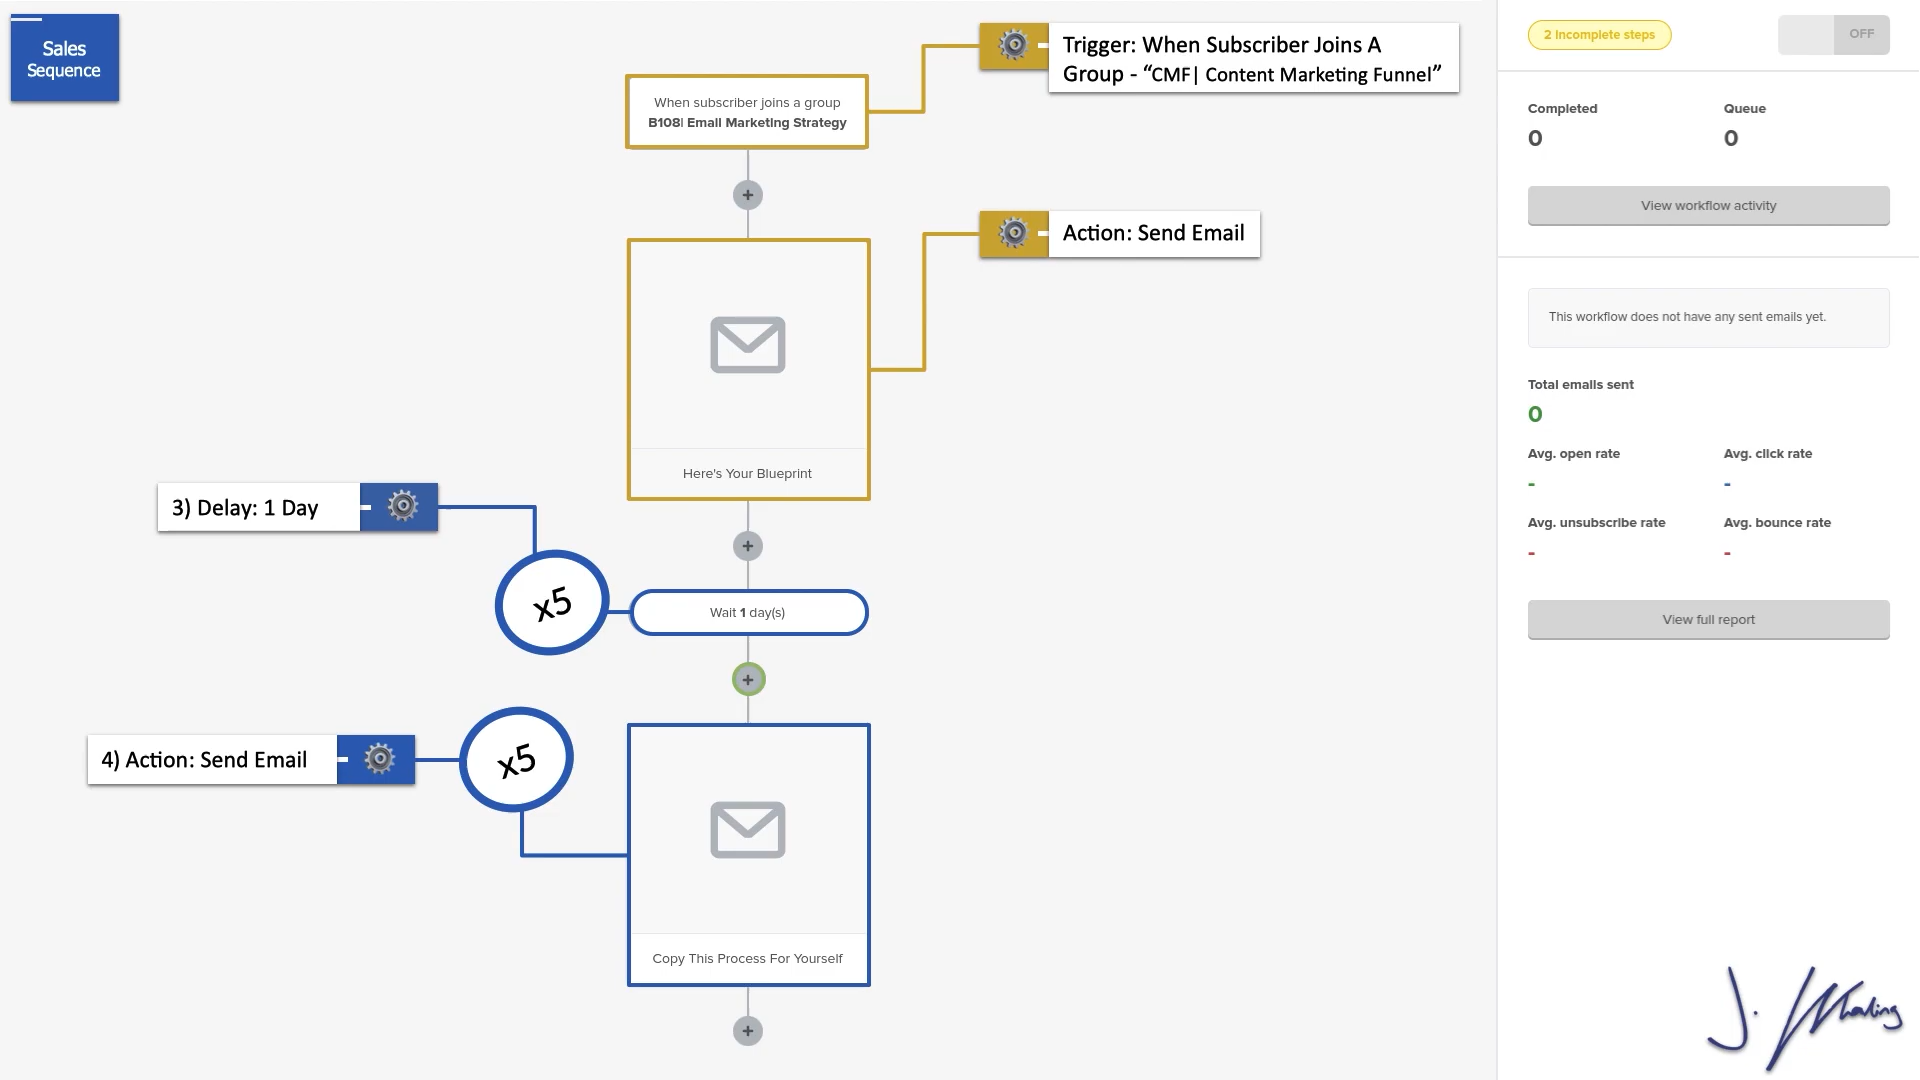 Sales
Sequence
Trigger: When Subscriber Joins A
Group - “CMF| Content Marketing Funnel”
When subscriber joins a group
B108| Email Marketing Strategy
Action: Send Email
Here's Your Blueprint
3) Delay: 1 Day
x5
Wait 1 day(s)
4) Action: Send Email
x5
Copy This Process For Yourself
2 Incomplete steps
OFF
Completed
Queue
0
0
View workflow activity
This workflow does not have any sent emails yet.
Total emails sent
0
Avg. open rate
Avg. click rate
-
-
Avg. unsubscribe rate
Avg. bounce rate
-
-
View full report
J. Whaling